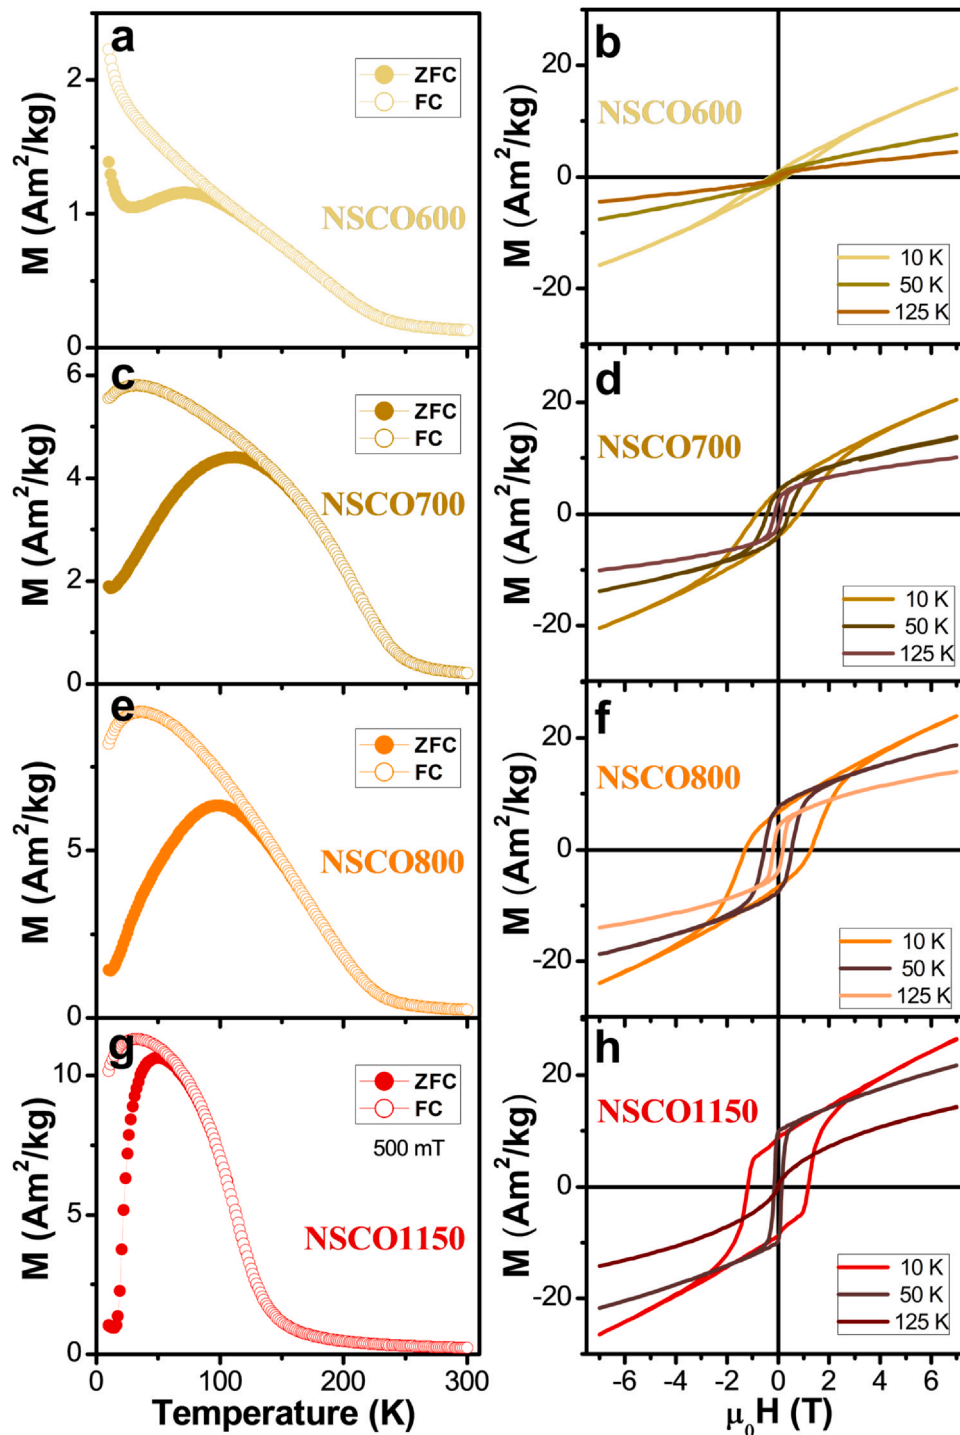 a
ZFC
FC
NSCO600
M (Am²/kg)
2
1
0
b
NSCO600
10 K
50 K
125 K
M (Am²/kg)
20
0
-20
c
ZFC
FC
NSCO700
M (Am²/kg)
6
4
2
0
d
NSCO700
10 K
50 K
125 K
M (Am²/kg)
20
0
-20
e
ZFC
FC
NSCO800
M (Am²/kg)
5
0
f
NSCO800
10 K
50 K
125 K
M (Am²/kg)
20
0
-20
g
ZFC
FC
500 mT
NSCO1150
M (Am²/kg)
10
5
0
0 100 200 300
Temperature (K)
h
NSCO1150
10 K
50 K
125 K
M (Am²/kg)
20
0
-20
-6 -4 -2 0 2 4 6
μ₀H (T)